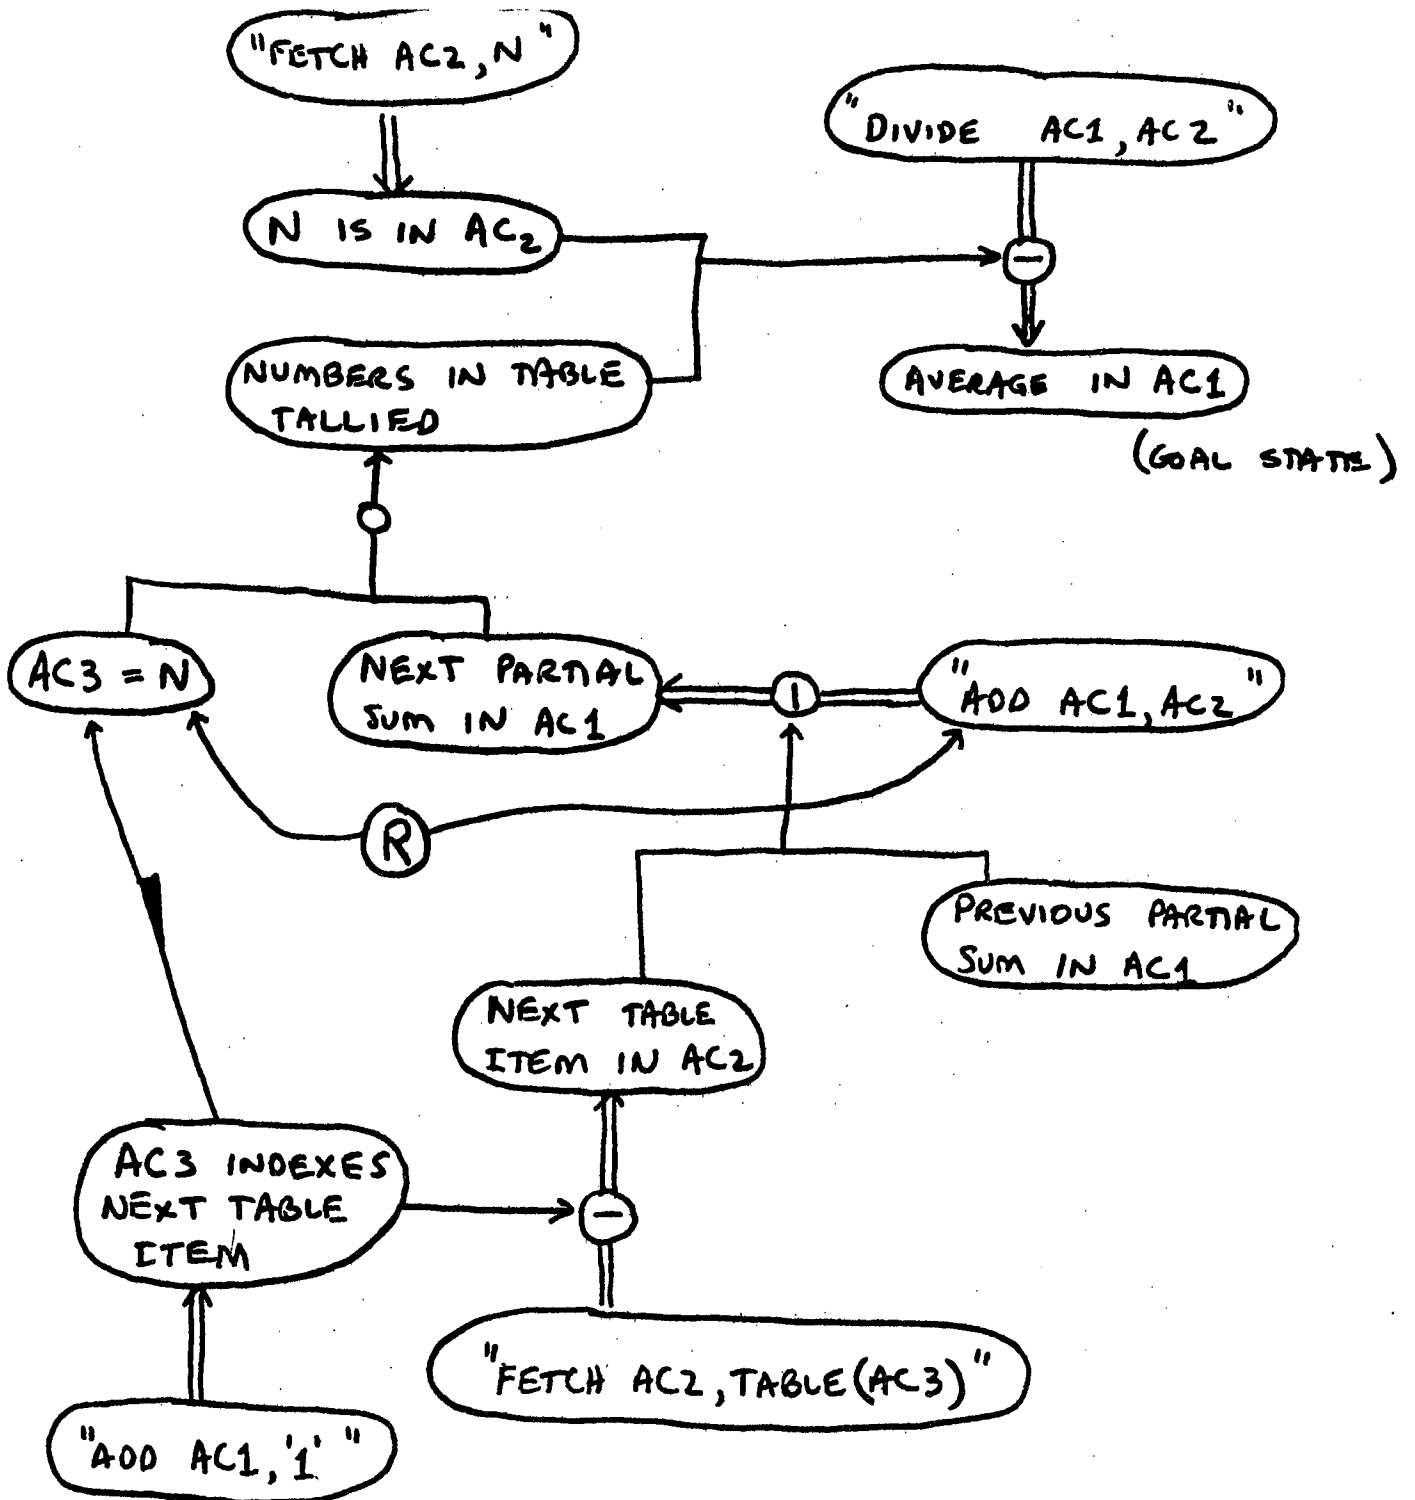 "FETCH AC2, N"
"DIVIDE AC1, AC2"
N IS IN AC2
—
NUMBERS IN TABLE
TALLIED
AVERAGE IN AC1
(GOAL STATE)
AC3 = N
NEXT PARTIAL
SUM IN AC1
I
"ADD AC1, AC2"
R
PREVIOUS PARTIAL
SUM IN AC1
NEXT TABLE
ITEM IN AC2
AC3 INDEXES
NEXT TABLE
ITEM
—
"FETCH AC2, TABLE(AC3)"
"ADD AC1, '1'"